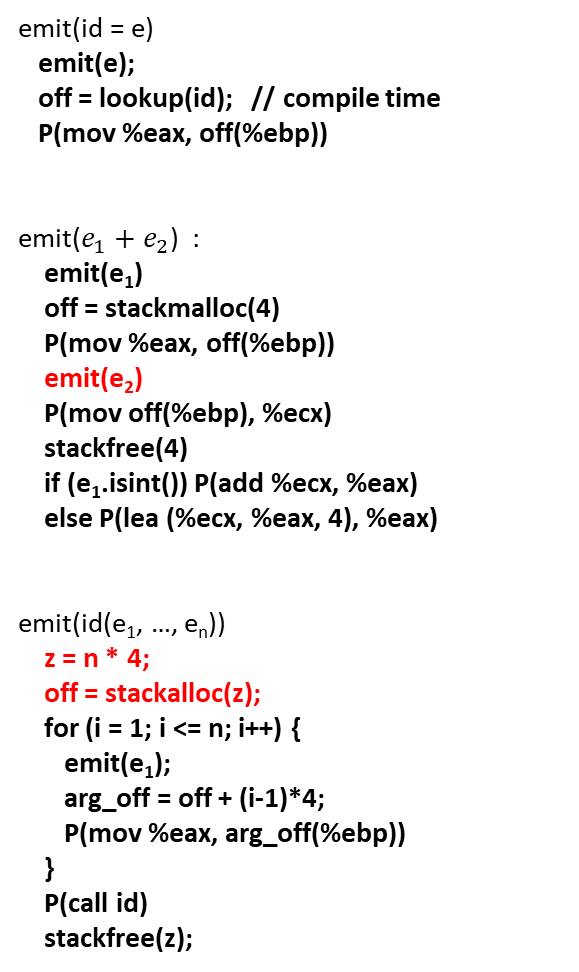 emit(id = e)
emit(e);
off = lookup(id);   // compile time
P(mov %eax, off(%ebp))
emit(𝑒₁ + 𝑒₂) :
emit(e₁)
off = stackmalloc(4)
P(mov %eax, off(%ebp))
emit(e₂)
P(mov off(%ebp), %ecx)
stackfree(4)
if (e₁.isint()) P(add %ecx, %eax)
else P(lea (%ecx, %eax, 4), %eax)
emit(id(e₁, …, eₙ))
z = n * 4;
off = stackalloc(z);
for (i = 1; i <= n; i++) {
emit(e₁);
arg_off = off + (i-1)*4;
P(mov %eax, arg_off(%ebp))
}
P(call id)
stackfree(z);